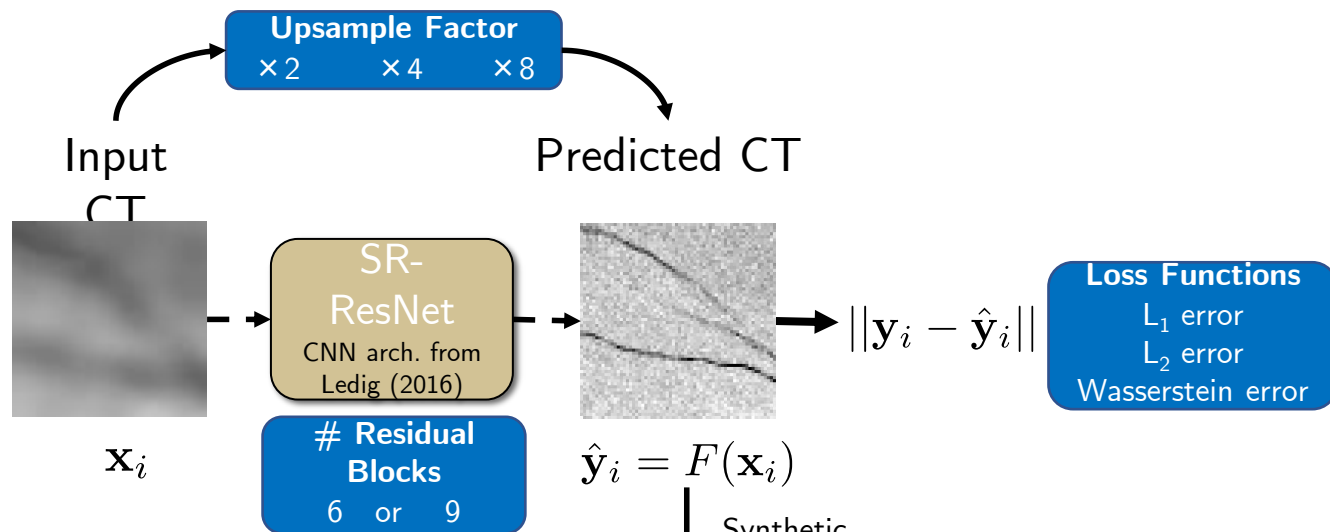 Upsample Factor
×2 ×4 ×8
Input
CT
Predicted CT
SR-
ResNet
CNN arch. from
Ledig (2016)
||y_i − ŷ_i||
Loss Functions
L₁ error
L₂ error
Wasserstein error
x_i
# Residual
Blocks
6 or 9
ŷ_i = F(x_i)
Synthetic